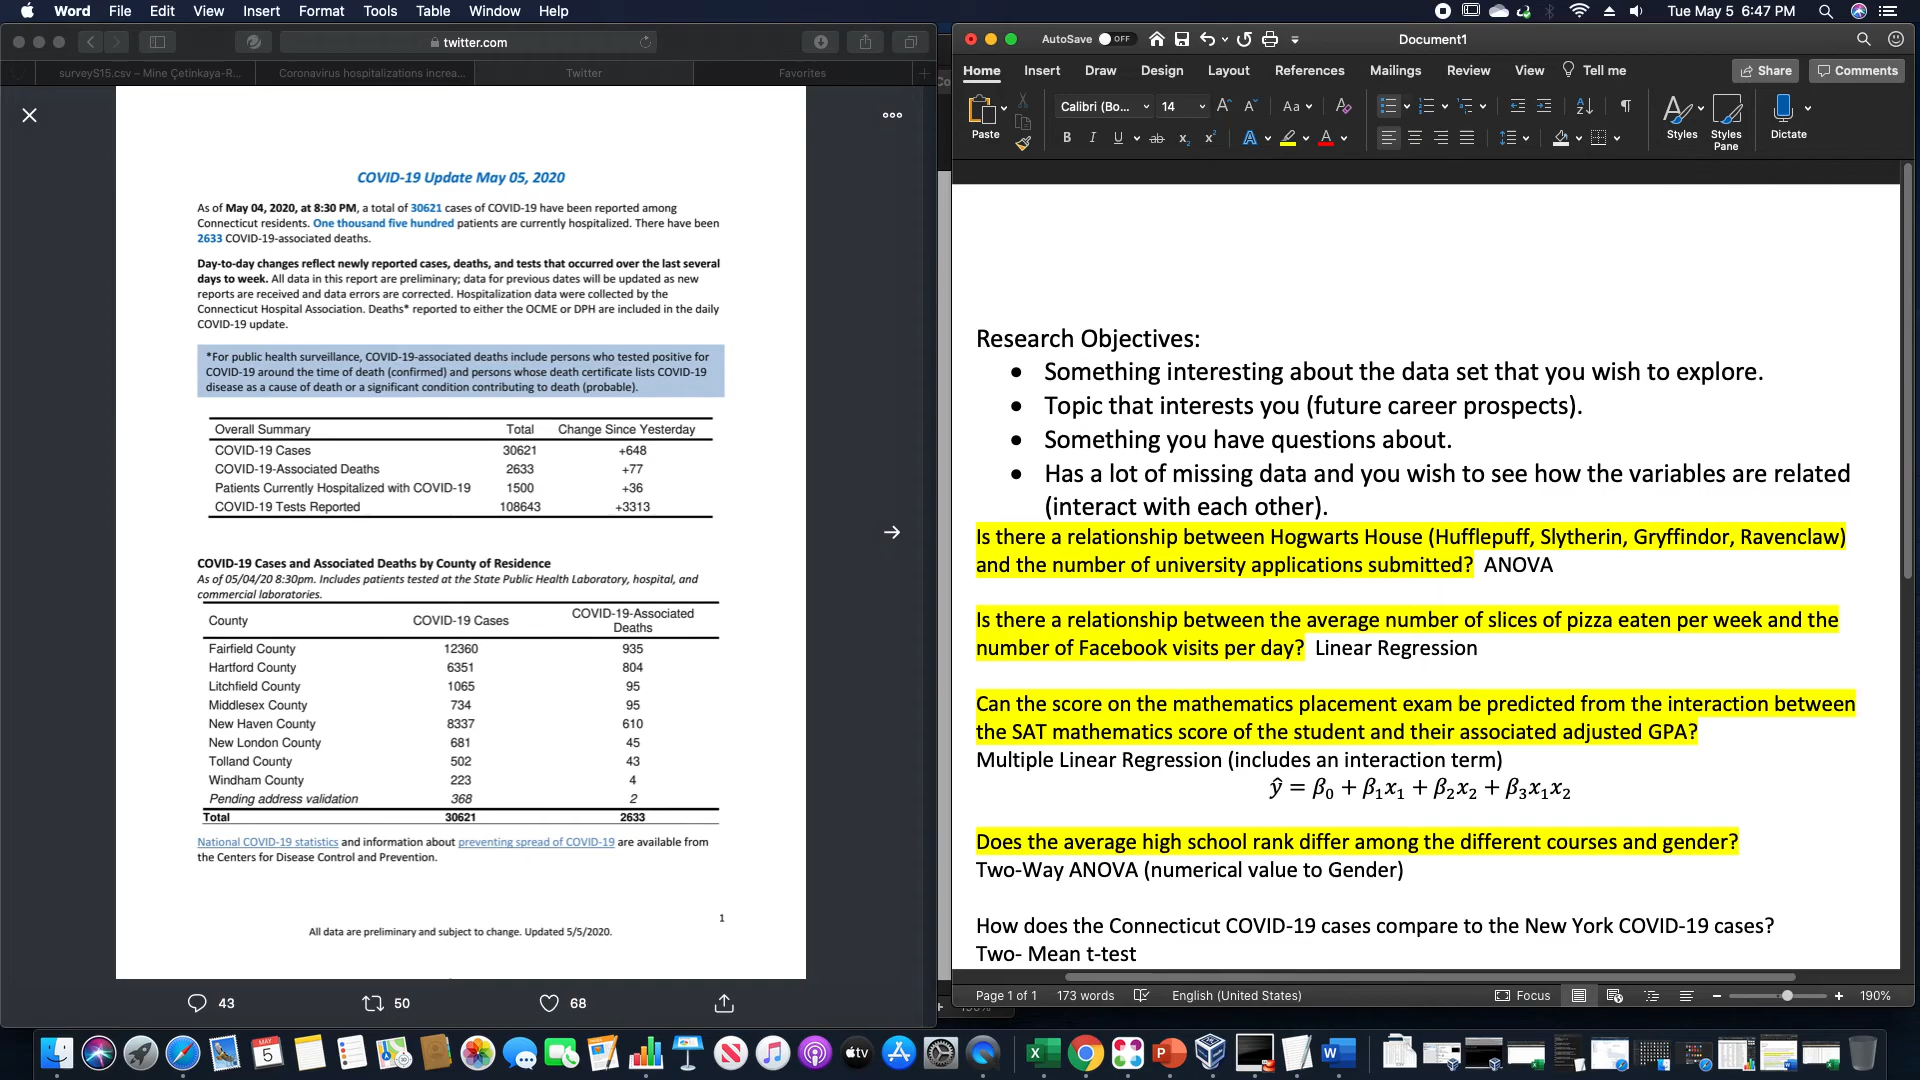 Word File Edit View Insert Format Tools Table Window Help
Tue May 5 6:47 PM
twitter.com
surveyS15.csv – Mine Çetinkaya-R...
Coronavirus hospitalizations increa...
Twitter
Favorites
COVID-19 Update May 05, 2020
As of May 04, 2020, at 8:30 PM, a total of 30621 cases of COVID-19 have been reported among
Connecticut residents. One thousand five hundred patients are currently hospitalized. There have been
2633 COVID-19-associated deaths.
Day-to-day changes reflect newly reported cases, deaths, and tests that occurred over the last several
days to week. All data in this report are preliminary; data for previous dates will be updated as new
reports are received and data errors are corrected. Hospitalization data were collected by the
Connecticut Hospital Association. Deaths* reported to either the OCME or DPH are included in the daily
COVID-19 update.
*For public health surveillance, COVID-19-associated deaths include persons who tested positive for
COVID-19 around the time of death (confirmed) and persons whose death certificate lists COVID-19
disease as a cause of death or a significant condition contributing to death (probable).
Overall Summary Total Change Since Yesterday
COVID-19 Cases 30621 +648
COVID-19-Associated Deaths 2633 +77
Patients Currently Hospitalized with COVID-19 1500 +36
COVID-19 Tests Reported 108643 +3313
COVID-19 Cases and Associated Deaths by County of Residence
As of 05/04/20 8:30pm. Includes patients tested at the State Public Health Laboratory, hospital, and
commercial laboratories.
County COVID-19 Cases COVID-19-Associated
Deaths
Fairfield County 12360 935
Hartford County 6351 804
Litchfield County 1065 95
Middlesex County 734 95
New Haven County 8337 610
New London County 681 45
Tolland County 502 43
Windham County 223 4
Pending address validation 368 2
Total 30621 2633
National COVID-19 statistics and information about preventing spread of COVID-19 are available from
the Centers for Disease Control and Prevention.
1
All data are preliminary and subject to change. Updated 5/5/2020.
43 50 68
AutoSave OFF
Document1
Home Insert Draw Design Layout References Mailings Review View Tell me
Share Comments
Paste
Calibri (Bo... 14
Aa
B I U ab x₂ x²
Styles
Styles
Pane
Dictate
Research Objectives:
• Something interesting about the data set that you wish to explore.
• Topic that interests you (future career prospects).
• Something you have questions about.
• Has a lot of missing data and you wish to see how the variables are related
(interact with each other).
Is there a relationship between Hogwarts House (Hufflepuff, Slytherin, Gryffindor, Ravenclaw)
and the number of university applications submitted? ANOVA
Is there a relationship between the average number of slices of pizza eaten per week and the
number of Facebook visits per day? Linear Regression
Can the score on the mathematics placement exam be predicted from the interaction between
the SAT mathematics score of the student and their associated adjusted GPA?
Multiple Linear Regression (includes an interaction term)
ŷ = β₀ + β₁x₁ + β₂x₂ + β₃x₁x₂
Does the average high school rank differ among the different courses and gender?
Two-Way ANOVA (numerical value to Gender)
How does the Connecticut COVID-19 cases compare to the New York COVID-19 cases?
Two- Mean t-test
Page 1 of 1 173 words English (United States) Focus 190%
MAY
5
tv